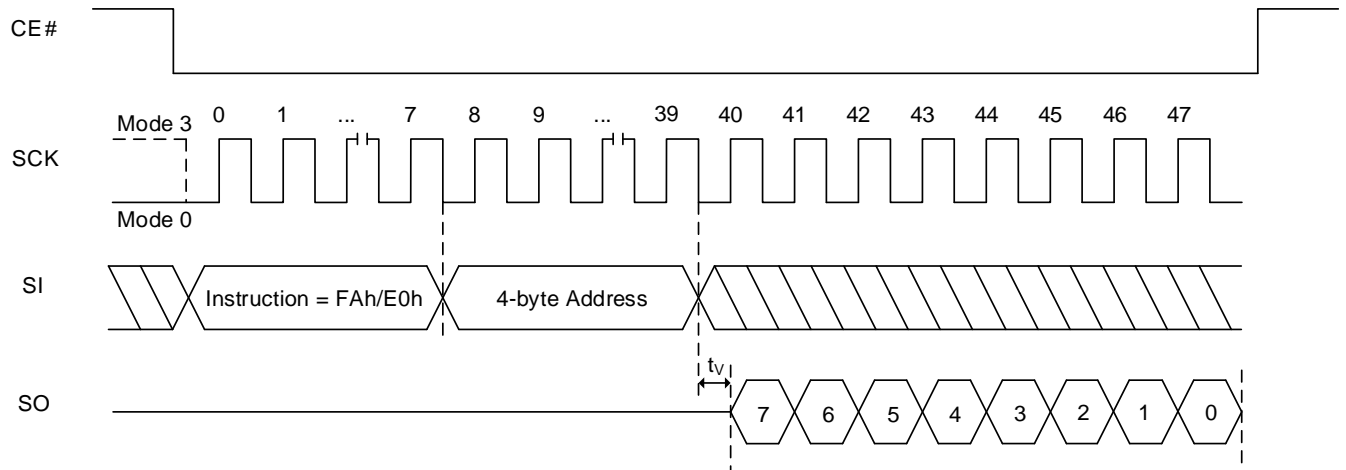 CE#
Mode 3 0 1 ... 7 8 9 ... 39 40 41 42 43 44 45 46 47
SCK
Mode 0
SI
Instruction = FAh/E0h 4-byte Address
tV
SO
7 6 5 4 3 2 1 0